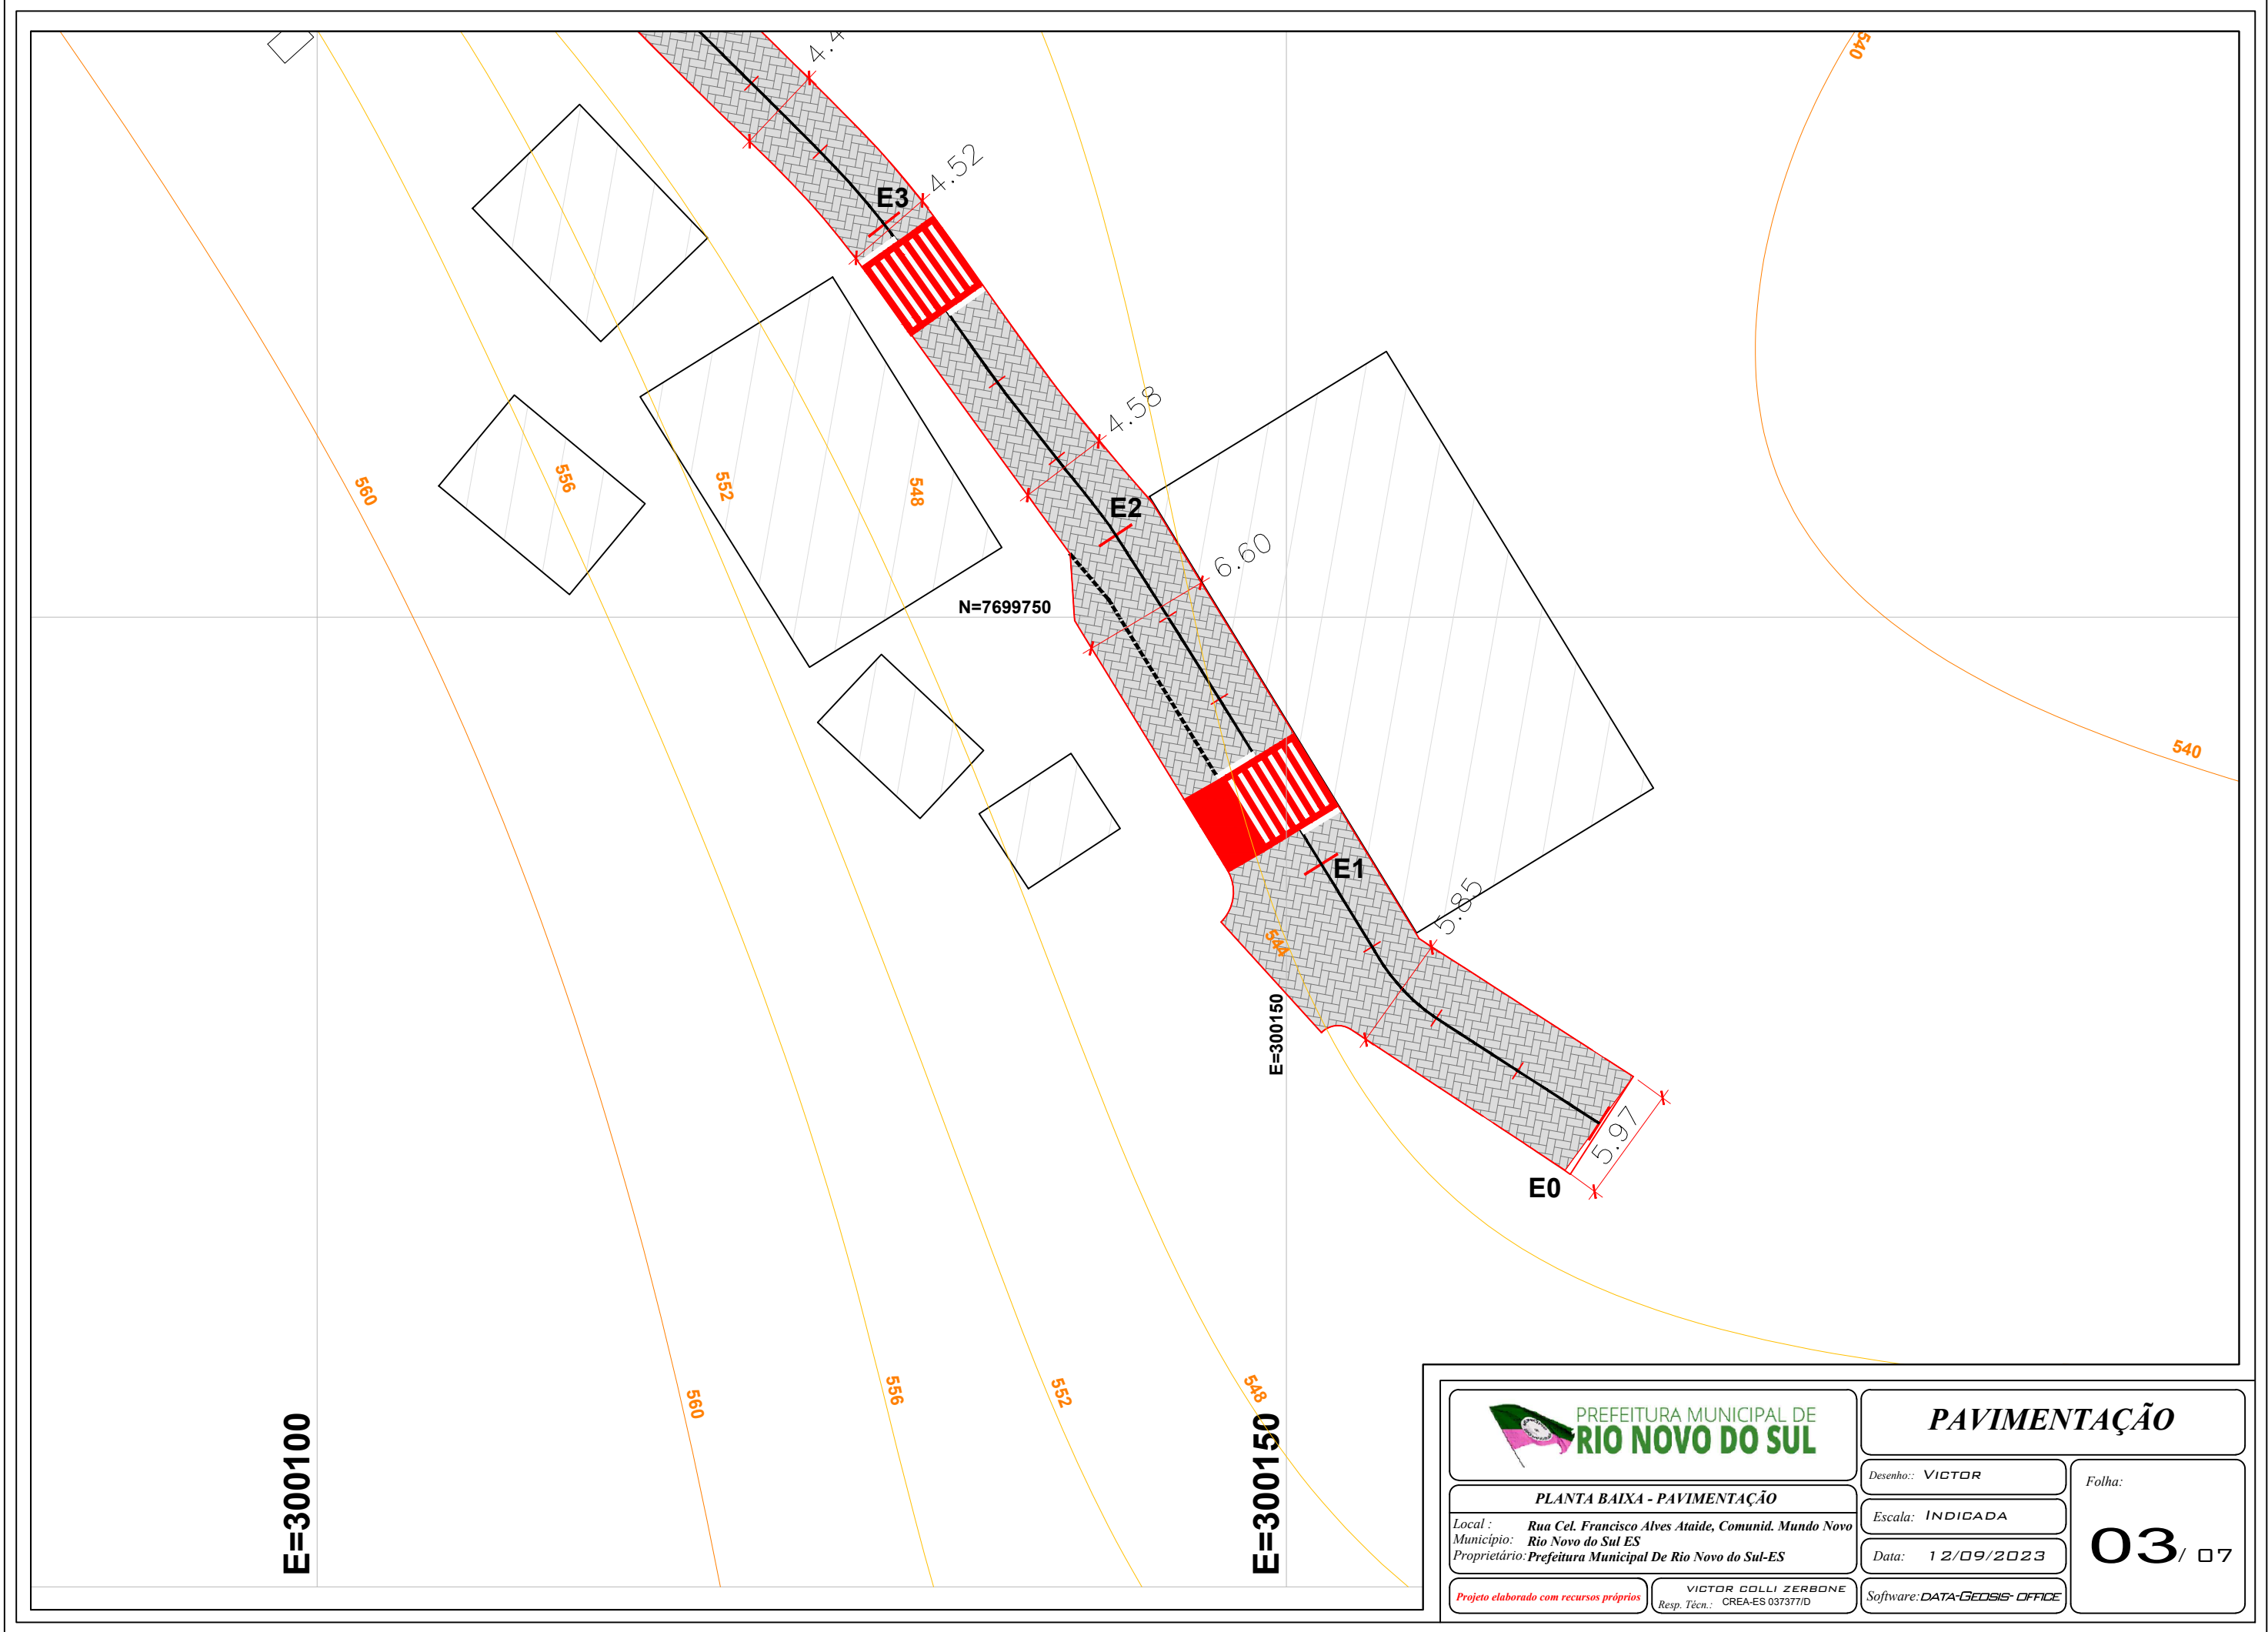 540
4.52
E3
4.58
E2
560
556
552
548
6.60
N=7699750
540
E1
5.85
544
E=300150
5.97
E0
560
556
552
548
E=300100
E=300150
PREFEITURA MUNICIPAL DE
RIO NOVO DO SUL
PAVIMENTAÇÃO
PLANTA BAIXA - PAVIMENTAÇÃO
Local : Rua Cel. Francisco Alves Ataide, Comunid. Mundo Novo
Município: Rio Novo do Sul ES
Proprietário: Prefeitura Municipal De Rio Novo do Sul-ES
Projeto elaborado com recursos próprios
VICTOR COLLI ZERBONE
Resp. Técn.: CREA-ES 037377/D
Desenho:: VICTOR
Escala: INDICADA
Data: 12/09/2023
Software: DATA-GEOSIS- OFFICE
Folha:
03/ 07